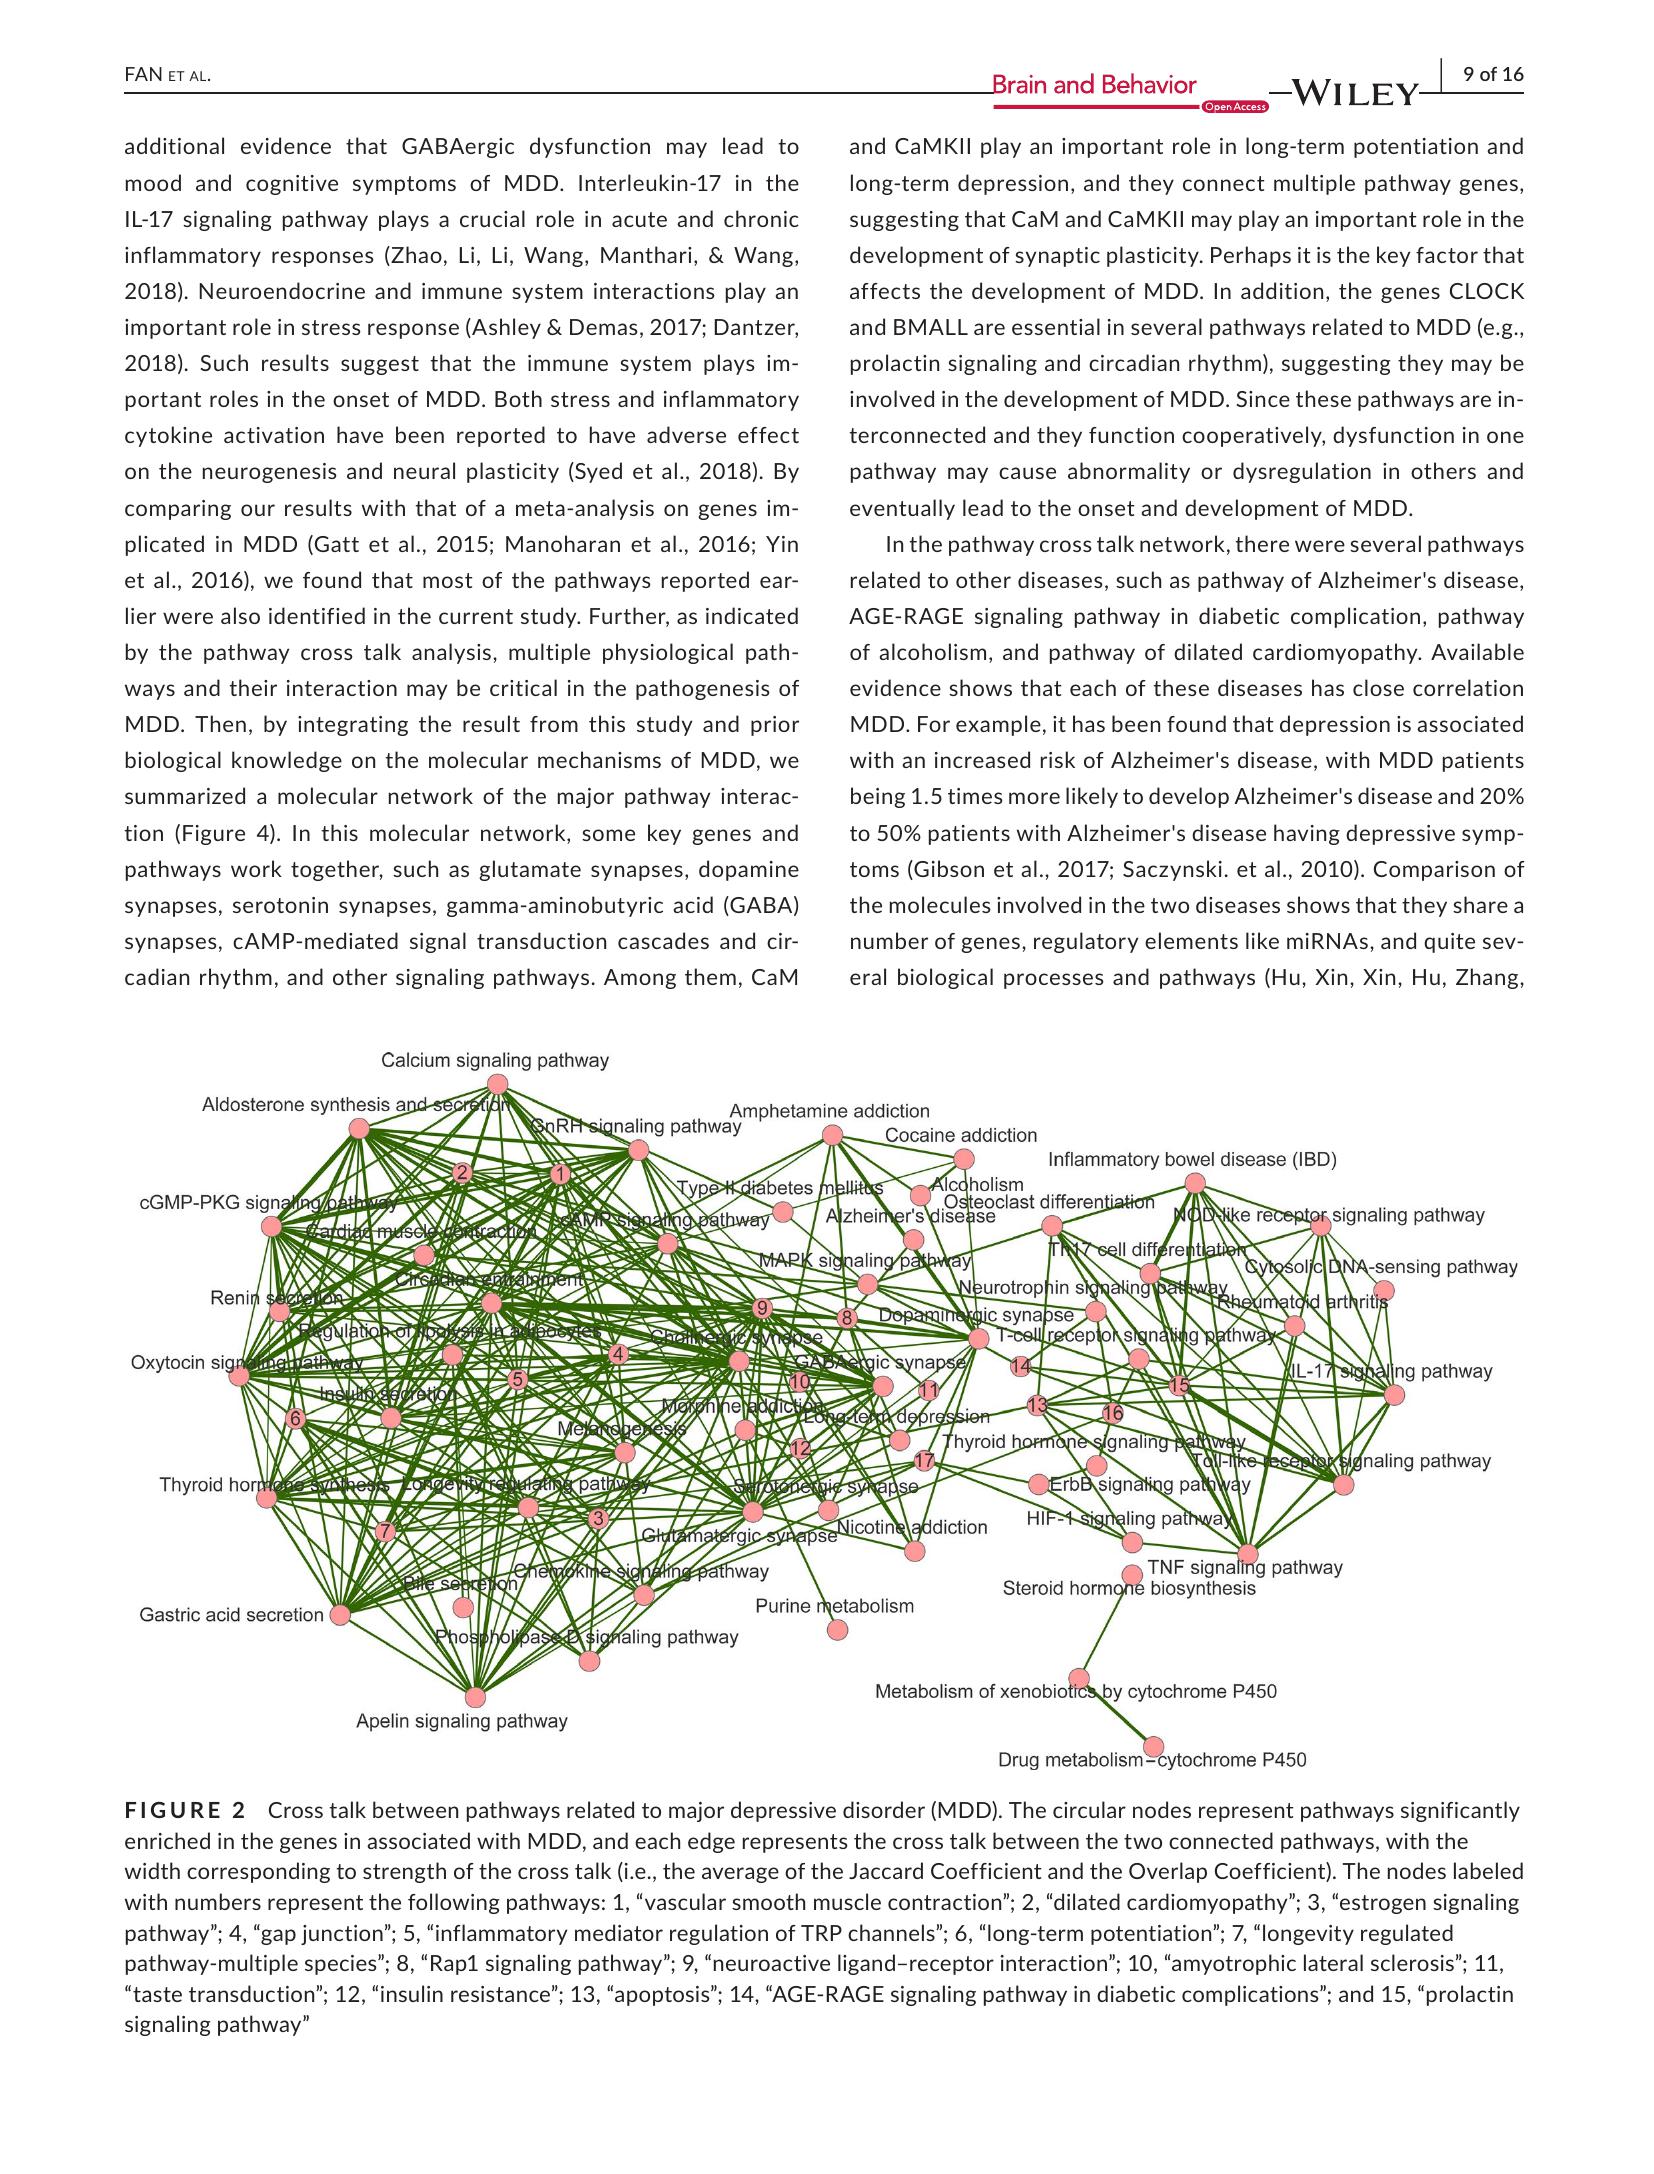 FAN ET AL.
Brain and Behavior
Open Access
WILEY
9 of 16
additional evidence that GABAergic dysfunction may lead to
mood and cognitive symptoms of MDD. Interleukin-17 in the
IL-17 signaling pathway plays a crucial role in acute and chronic
inflammatory responses (Zhao, Li, Li, Wang, Manthari, & Wang,
2018). Neuroendocrine and immune system interactions play an
important role in stress response (Ashley & Demas, 2017; Dantzer,
2018). Such results suggest that the immune system plays im-
portant roles in the onset of MDD. Both stress and inflammatory
cytokine activation have been reported to have adverse effect
on the neurogenesis and neural plasticity (Syed et al., 2018). By
comparing our results with that of a meta-analysis on genes im-
plicated in MDD (Gatt et al., 2015; Manoharan et al., 2016; Yin
et al., 2016), we found that most of the pathways reported ear-
lier were also identified in the current study. Further, as indicated
by the pathway cross talk analysis, multiple physiological path-
ways and their interaction may be critical in the pathogenesis of
MDD. Then, by integrating the result from this study and prior
biological knowledge on the molecular mechanisms of MDD, we
summarized a molecular network of the major pathway interac-
tion (Figure 4). In this molecular network, some key genes and
pathways work together, such as glutamate synapses, dopamine
synapses, serotonin synapses, gamma-aminobutyric acid (GABA)
synapses, cAMP-mediated signal transduction cascades and cir-
cadian rhythm, and other signaling pathways. Among them, CaM
and CaMKII play an important role in long-term potentiation and
long-term depression, and they connect multiple pathway genes,
suggesting that CaM and CaMKII may play an important role in the
development of synaptic plasticity. Perhaps it is the key factor that
affects the development of MDD. In addition, the genes CLOCK
and BMALL are essential in several pathways related to MDD (e.g.,
prolactin signaling and circadian rhythm), suggesting they may be
involved in the development of MDD. Since these pathways are in-
terconnected and they function cooperatively, dysfunction in one
pathway may cause abnormality or dysregulation in others and
eventually lead to the onset and development of MDD.
In the pathway cross talk network, there were several pathways
related to other diseases, such as pathway of Alzheimer's disease,
AGE-RAGE signaling pathway in diabetic complication, pathway
of alcoholism, and pathway of dilated cardiomyopathy. Available
evidence shows that each of these diseases has close correlation
MDD. For example, it has been found that depression is associated
with an increased risk of Alzheimer's disease, with MDD patients
being 1.5 times more likely to develop Alzheimer's disease and 20%
to 50% patients with Alzheimer's disease having depressive symp-
toms (Gibson et al., 2017; Saczynski. et al., 2010). Comparison of
the molecules involved in the two diseases shows that they share a
number of genes, regulatory elements like miRNAs, and quite sev-
eral biological processes and pathways (Hu, Xin, Xin, Hu, Zhang,
Calcium signaling pathway
Aldosterone synthesis and secretion
GnRH signaling pathway
Amphetamine addiction
Cocaine addiction
Inflammatory bowel disease (IBD)
2
1
Type II diabetes mellitus
Alcoholism
cGMP-PKG signaling pathway
Osteoclast differentiation
cAMP signaling pathway
Alzheimer's disease
NOD-like receptor signaling pathway
Cardiac muscle contraction
Th17 cell differentiation
MAPK signaling pathway
Cytosolic DNA-sensing pathway
Circadian entrainment
Neurotrophin signaling pathway
Renin secretion
Rheumatoid arthritis
9
8
Dopaminergic synapse
Regulation of lipolysis in adipocytes
Cholinergic synapse
T-cell receptor signaling pathway
4
Oxytocin signaling pathway
GABAergic synapse
14
IL-17 signaling pathway
5
10
11
15
Insulin secretion
Morphine addiction
13
6
Long-term depression
16
Melanogenesis
12
Thyroid hormone signaling pathway
17
Toll-like receptor signaling pathway
Thyroid hormone synthesis
Longevity regulating pathway
Serotonergic synapse
ErbB signaling pathway
3
7
Glutamatergic synapse
Nicotine addiction
HIF-1 signaling pathway
Chemokine signaling pathway
TNF signaling pathway
Bile secretion
Steroid hormone biosynthesis
Gastric acid secretion
Purine metabolism
Phospholipase D signaling pathway
Metabolism of xenobiotics by cytochrome P450
Apelin signaling pathway
Drug metabolism–cytochrome P450
FIGURE 2 Cross talk between pathways related to major depressive disorder (MDD). The circular nodes represent pathways significantly
enriched in the genes in associated with MDD, and each edge represents the cross talk between the two connected pathways, with the
width corresponding to strength of the cross talk (i.e., the average of the Jaccard Coefficient and the Overlap Coefficient). The nodes labeled
with numbers represent the following pathways: 1, “vascular smooth muscle contraction”; 2, “dilated cardiomyopathy”; 3, “estrogen signaling
pathway”; 4, “gap junction”; 5, “inflammatory mediator regulation of TRP channels”; 6, “long-term potentiation”; 7, “longevity regulated
pathway-multiple species”; 8, “Rap1 signaling pathway”; 9, “neuroactive ligand–receptor interaction”; 10, “amyotrophic lateral sclerosis”; 11,
“taste transduction”; 12, “insulin resistance”; 13, “apoptosis”; 14, “AGE-RAGE signaling pathway in diabetic complications”; and 15, “prolactin
signaling pathway”